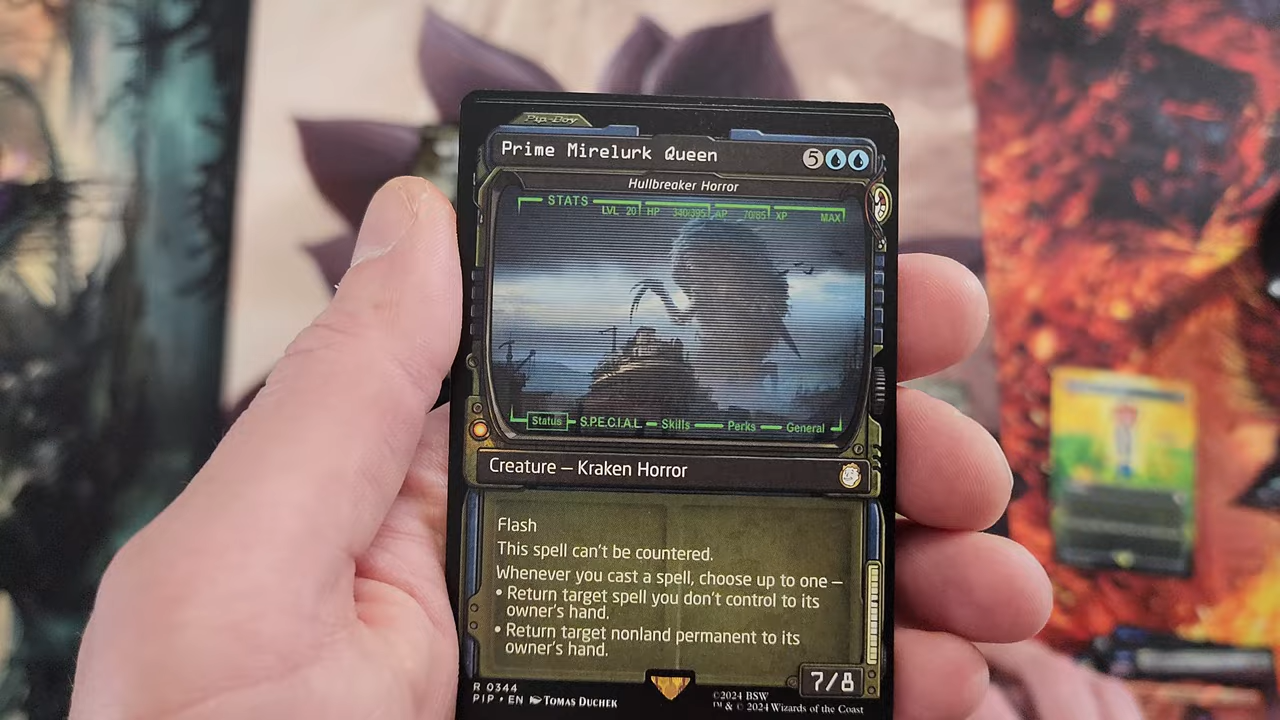 Pip-Boy
Prime Mirelurk Queen 5
Hullbreaker Horror
STATS
LVL 20 HP 340/395 AP 70/85 XP MAX
Status S.P.E.C.I.A.L. Skills Perks General
Creature — Kraken Horror
Flash
This spell can't be countered.
Whenever you cast a spell, choose up to one —
• Return target spell you don't control to its
owner's hand.
• Return target nonland permanent to its
owner's hand.
7/8
R 0344
PIP • EN TOMAS DUCHEK
©2024 BSW
™ & © 2024 Wizards of the Coast